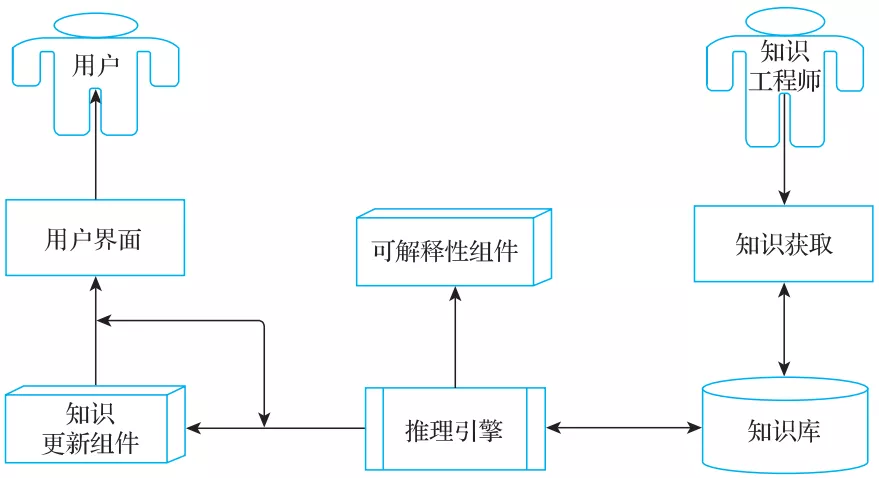 用户
知识
工程师
用户界面
可解释性组件
知识获取
知识
更新组件
推理引擎
知识库